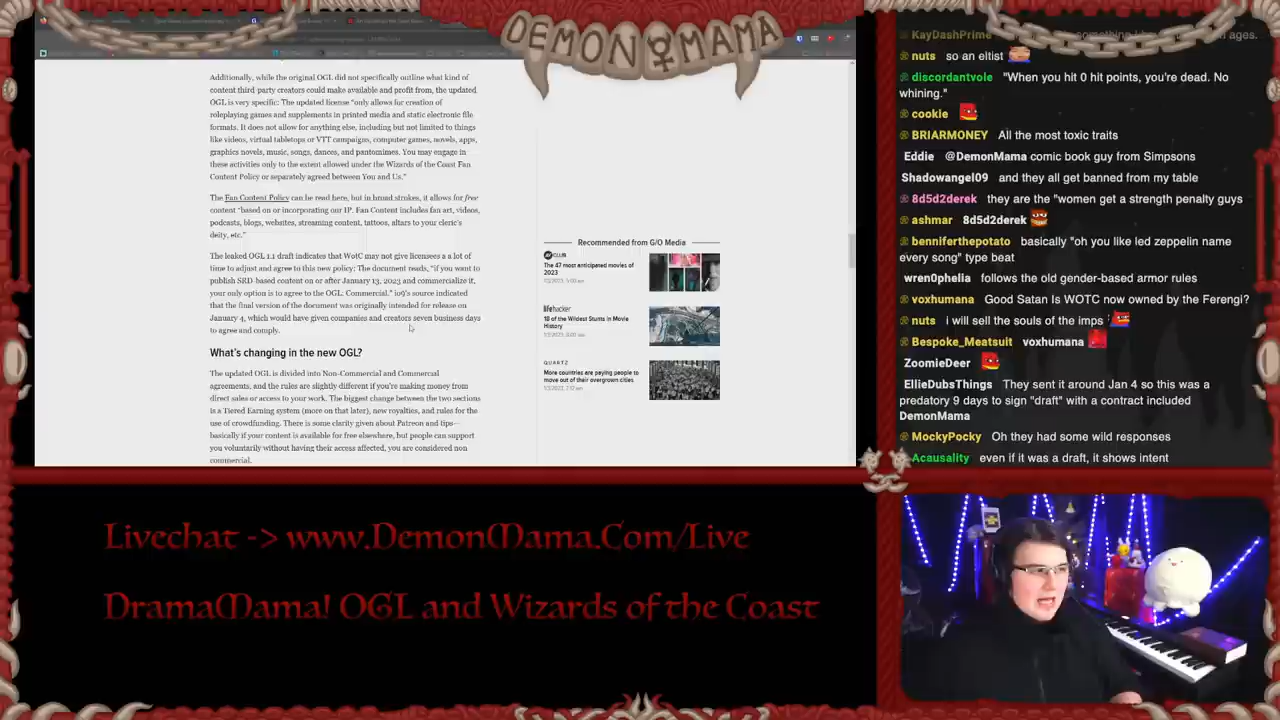 DEMON MAMA
Additionally, while the original OGL did not specifically outline what kind of
content third-party creators could make available and profit from, the updated
OGL is very specific: The updated license "only allows for creation of
roleplaying games and supplements in printed media and static electronic file
formats. It does not allow for anything else, including but not limited to things
like videos, virtual tabletops or VTT campaigns, computer games, novels, apps,
graphics novels, music, songs, dances, and pantomimes. You may engage in
these activities only to the extent allowed under the Wizards of the Coast Fan
Content Policy or separately agreed between You and Us."
The Fan Content Policy can be read here, but in broad strokes, it allows for free
content "based on or incorporating our IP. Fan Content includes fan art, videos,
podcasts, blogs, websites, streaming content, tattoos, altars to your cleric's
deity, etc."
The leaked OGL 1.1 draft indicates that WotC may not give licensees a lot of
time to adjust and agree to this new policy: The document reads, "if you want to
publish SRD-based content on or after January 13, 2023 and commercialize it,
your only option is to agree to the OGL: Commercial." io9's source indicated
that the final version of the document was originally intended for release on
January 4, which would have given companies and creators seven business days
to agree and comply.
What's changing in the new OGL?
The updated OGL is divided into Non-Commercial and Commercial
agreements, and the rules are slightly different if you're making money from
direct sales or access to your work. The biggest change between the two sections
is a Tiered Earning system (more on that later), new royalties, and rules for the
use of crowdfunding. There is some clarity given about Patreon and tips—
basically if your content is available for free elsewhere, but people can support
you voluntarily without having their access affected, you are considered non
commercial.
Recommended from G/O Media
CLUB
The 47 most anticipated movies of
2023
lifehacker
18 of the Wildest Stunts in Movie
History
QUARTZ
More countries are paying people to
move out of their overgrown cities
KayDashPrime
nuts so an eltist
discordantvole "When you hit 0 hit points, you're dead. No
whining."
cookie
BRIARMONEY All the most toxic traits
Eddie @DemonMama comic book guy from Simpsons
Shadowangel09 and they all get banned from my table
8d5d2deresk they are the "women get a strength penalty guys
ashmar 8d5d2deresk
benniferthepotato basically "oh you like led zeppelin name
every song" type beat
wren0phelia follows the old gender-based level caps
voxhumana Good Satan is WOTC now owned by the Ferengi?
nuts i will sell the souls of the imps
Bespoke_Meatsuit voxhumana
ZoomieDeer
EllieDubsThings They sent it around Jan 4 so this was a
predatory 9 days to sign "draft" with a contract included
DemonMama
MockyPocky Oh they had some wild responses
Acausality even if it was a draft, it shows intent
Livechat -> www.DemonMama.Com/Live
DramaMama! OGL and Wizards of the Coast